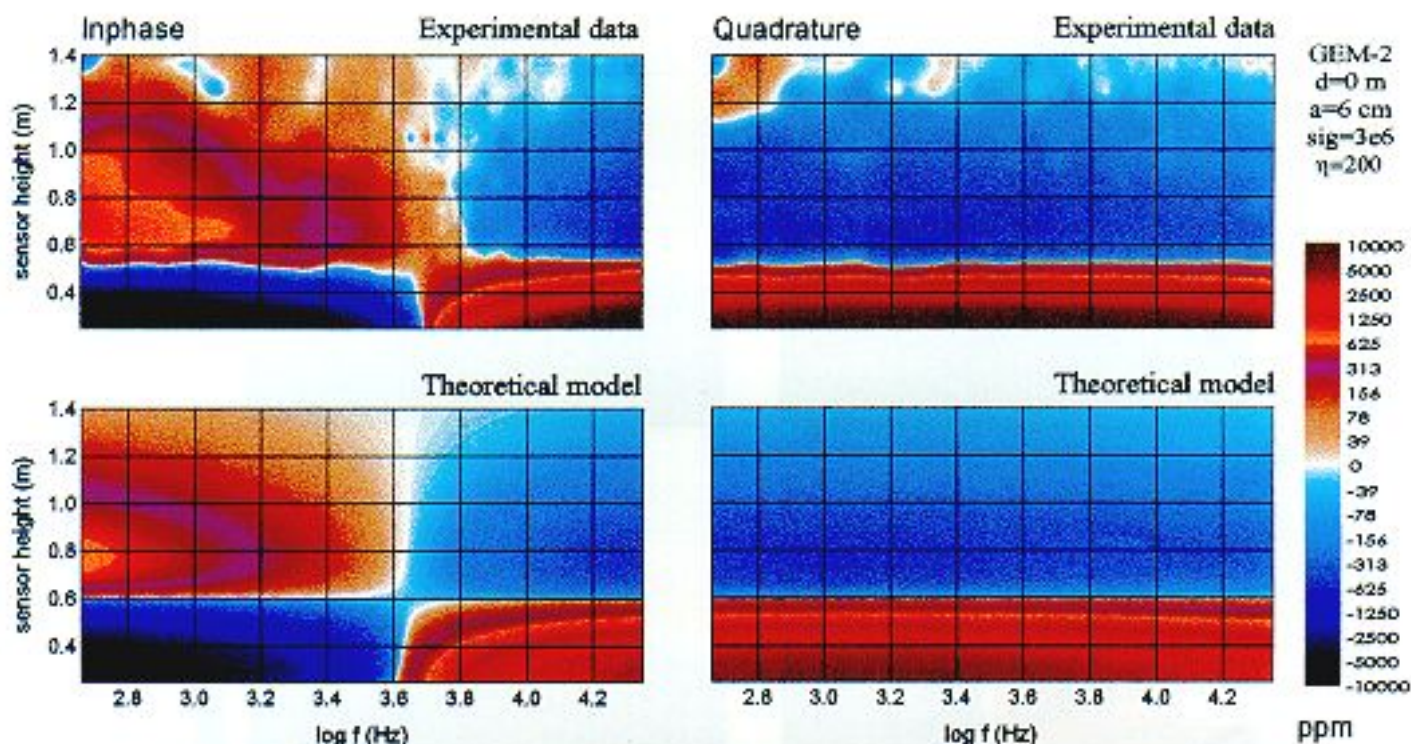 Inphase Experimental data
Quadrature Experimental data
GEM-2
d=0 m
a=6 cm
sig=3e6
η=200
sensor height (m)
1.4
1.2
1.0
0.8
0.6
0.4
Theoretical model
Theoretical model
sensor height (m)
1.4
1.2
1.0
0.8
0.6
0.4
2.8 3.0 3.2 3.4 3.6 3.8 4.0 4.2
log f (Hz)
2.8 3.0 3.2 3.4 3.6 3.8 4.0 4.2
log f (Hz)
10000
5000
2500
1250
625
313
156
78
39
0
-39
-78
-156
-313
-625
-1250
-2500
-5000
-10000
ppm